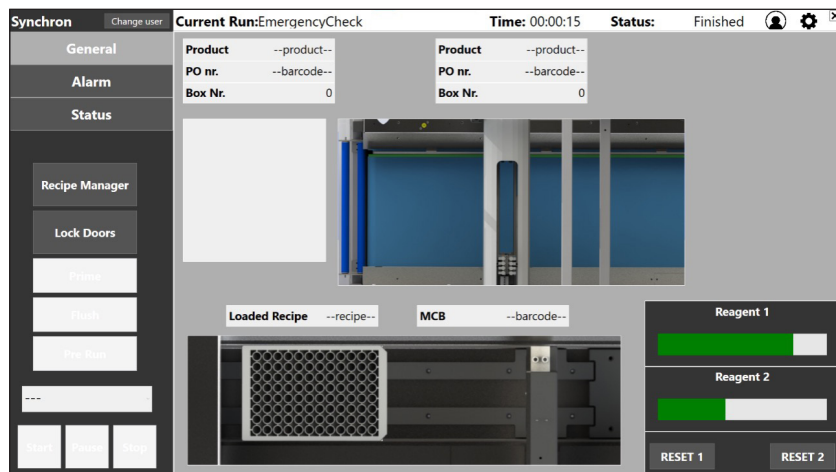 Synchron Change user Current Run:EmergencyCheck Time: 00:00:15 Status: Finished
General
Alarm
Status
Recipe Manager
Lock Doors
Prime
Flush
Pre Run
---
Start Pause Stop
Product --product--
PO nr. --barcode--
Box Nr. 0
Product --product--
PO nr. --barcode--
Box Nr. 0
Loaded Recipe --recipe-- MCB --barcode--
Reagent 1
Reagent 2
RESET 1 RESET 2